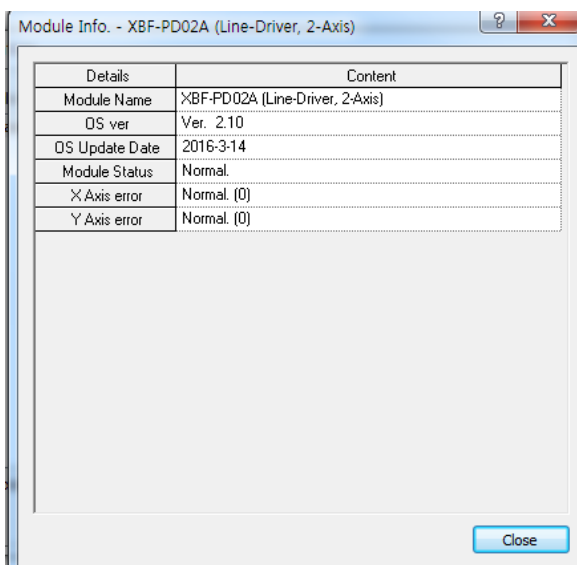 Module Info. - XBF-PD02A (Line-Driver, 2-Axis)
Details Content
Module Name XBF-PD02A (Line-Driver, 2-Axis)
OS ver Ver. 2.10
OS Update Date 2016-3-14
Module Status Normal.
X Axis error Normal. (0)
Y Axis error Normal. (0)
Close